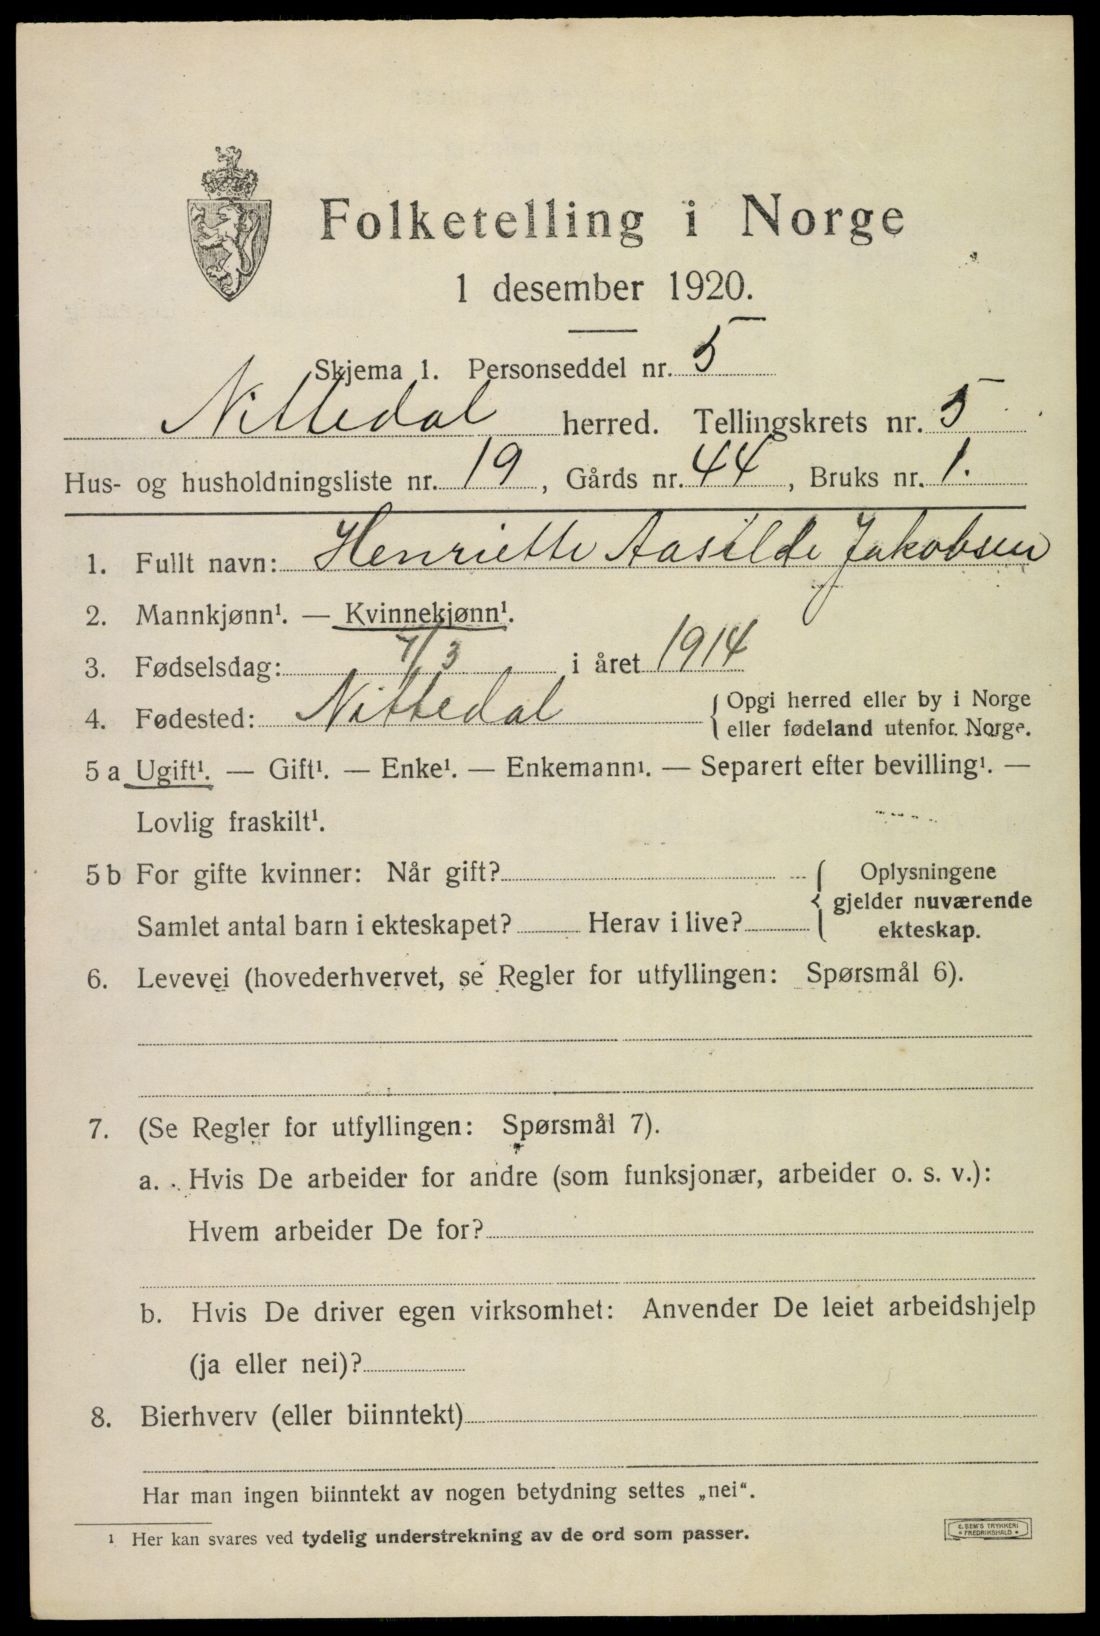 Folketelling i Norge
1 desember 1920.
Skjema 1. Personseddel nr. 5
Nittedal herred. Tellingskrets nr. 5
Hus- og husholdningsliste nr. 19, Gårds nr. 44, Bruks nr. 1.
1. Fullt navn: Henriette Aasilde Jakobsen
2. Mannkjønn¹. — Kvinnekjønn¹.
3. Fødselsdag: 7/3 i året 1914
4. Fødested: Nittedal { Opgi herred eller by i Norge
eller fødeland utenfor Norge.
5 a Ugift¹. — Gift¹. — Enke¹. — Enkemann¹. — Separert efter bevilling¹. —
Lovlig fraskilt¹.
5 b For gifte kvinner: Når gift? { Oplysningene
gjelder nuværende
Samlet antal barn i ekteskapet? Herav i live? ekteskap.
6. Levevei (hovederhvervet, se Regler for utfyllingen: Spørsmål 6).
7. (Se Regler for utfyllingen: Spørsmål 7).
a. Hvis De arbeider for andre (som funksjonær, arbeider o. s. v.):
Hvem arbeider De for?
b. Hvis De driver egen virksomhet: Anvender De leiet arbeidshjelp
(ja eller nei)?
8. Bierhverv (eller biinntekt)
Har man ingen biinntekt av nogen betydning settes „nei“.
¹ Her kan svares ved tydelig understrekning av de ord som passer.
E. SEM'S TRYKKERI
FREDRIKSHALD